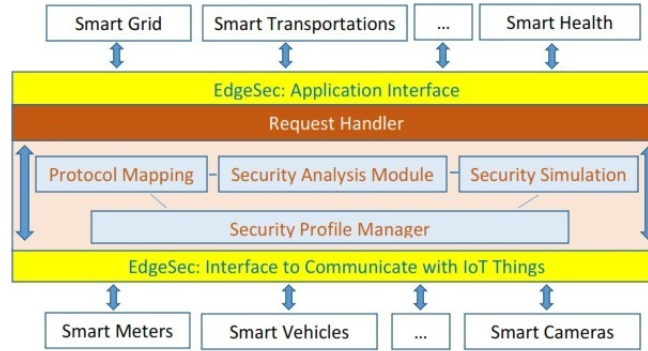 Smart Grid
Smart Transportations
...
Smart Health
EdgeSec: Application Interface
Request Handler
Protocol Mapping
Security Analysis Module
Security Simulation
Security Profile Manager
EdgeSec: Interface to Communicate with IoT Things
Smart Meters
Smart Vehicles
...
Smart Cameras